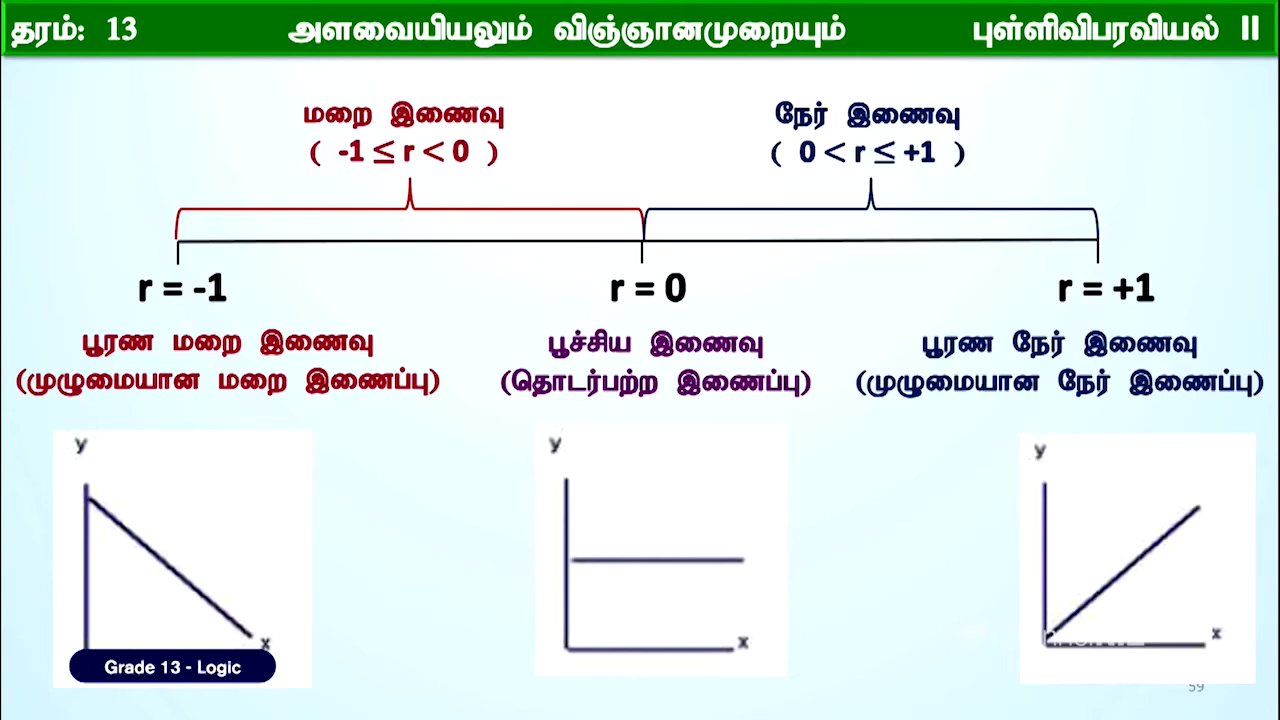 தரம்: 13 அளவையியலும் விஞ்ஞானமுறையும் புள்ளிவிபரவியல் II
மறை இணைவு
( -1 ≤ r < 0 )
நேர் இணைவு
( 0 < r ≤ +1 )
r = -1
r = 0
r = +1
பூரண மறை இணைவு
(முழுமையான மறை இணைப்பு)
பூச்சிய இணைவு
(தொடர்பற்ற இணைப்பு)
பூரண நேர் இணைவு
(முழுமையான நேர் இணைப்பு)
y
x
y
x
y
x
Grade 13 - Logic
59